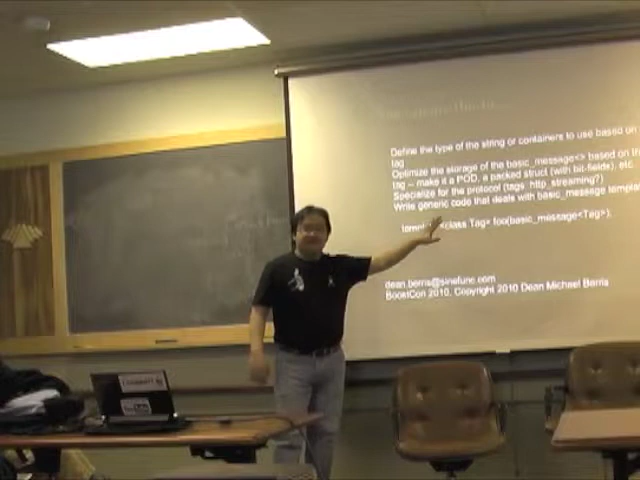 Define the type of the string or containers to use based on
tag
Optimize the storage of the basic_message<> based on the
tag -- make it a POD, a packed struct (with bit-fields), etc
Specialize for the protocol (tags::http_streaming?)
Write generic code that deals with basic_message templat
template <class Tag> foo(basic_message<Tag>);
dean.berris@sinefunc.com
BoostCon 2010. Copyright 2010 Dean Michael Berris